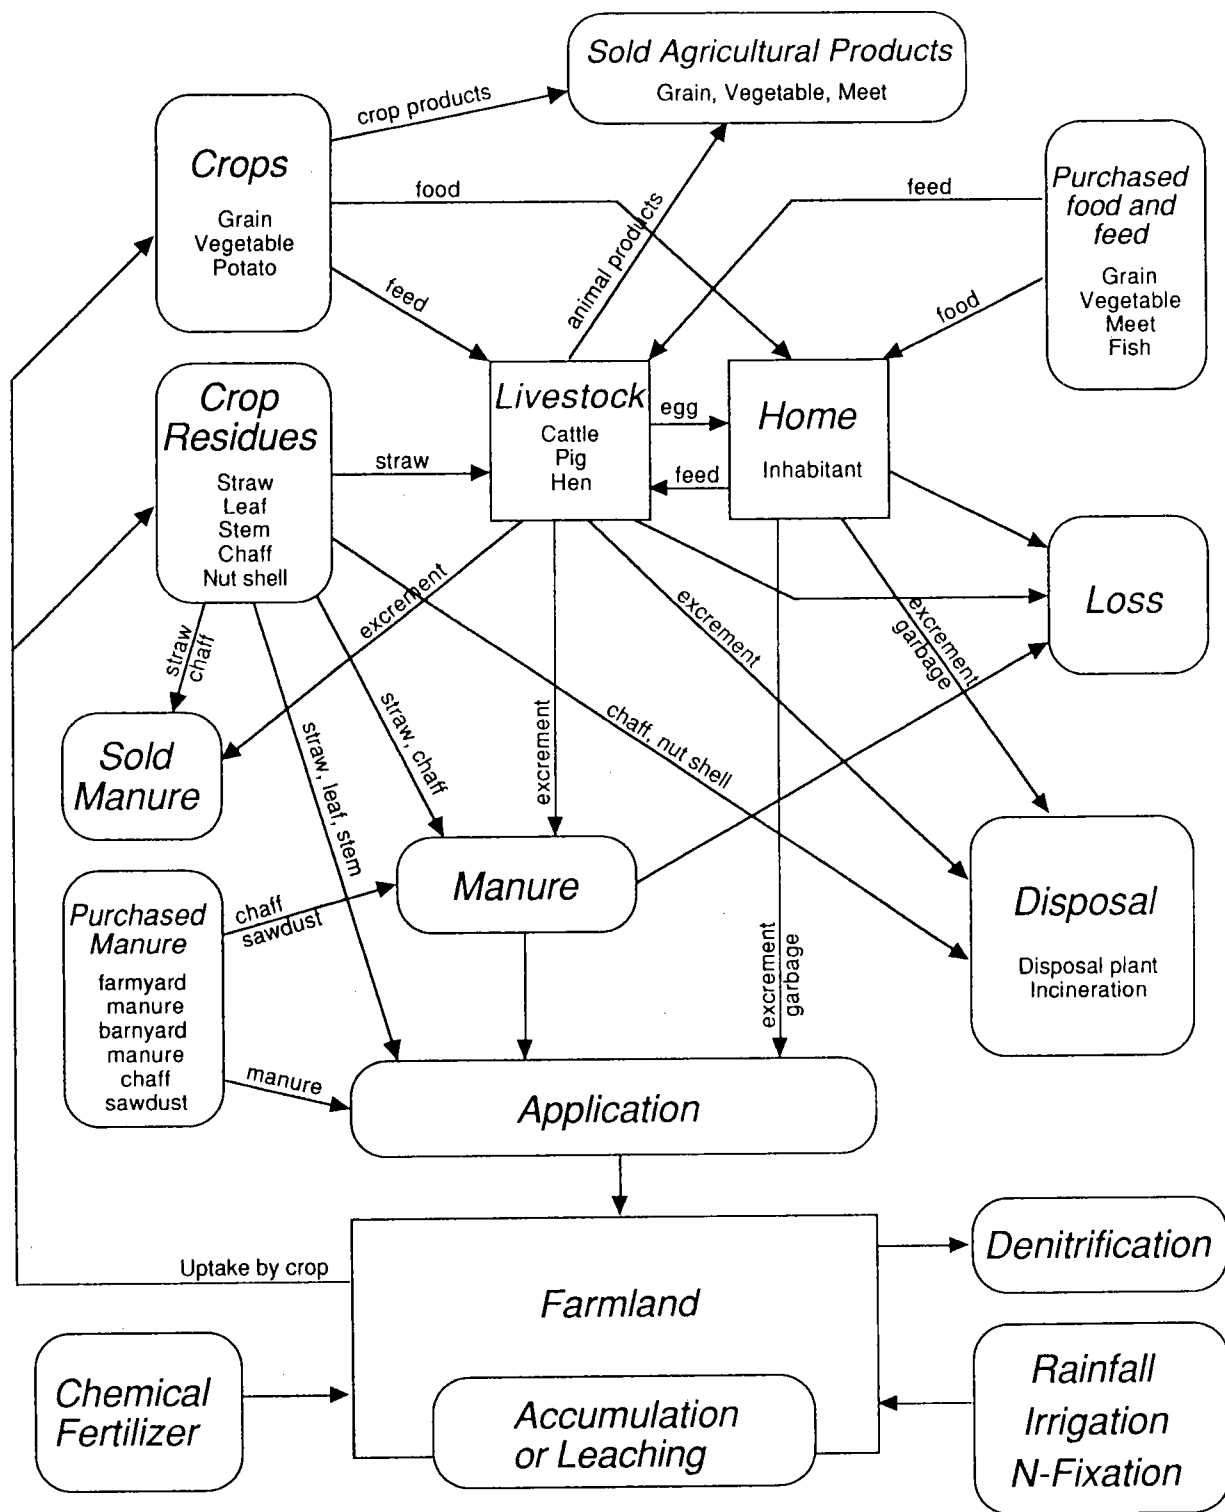 Sold Agricultural Products
Grain, Vegetable, Meet
crop products
Crops
Grain
Vegetable
Potato
food
feed
animal products
feed
food
Purchased
food and
feed
Grain
Vegetable
Meet
Fish
Crop
Residues
Straw
Leaf
Stem
Chaff
Nut shell
straw
Livestock
Cattle
Pig
Hen
egg
feed
Home
Inhabitant
Loss
straw
chaff
excrement
straw, leaf, stem
straw, chaff
excrement
chaff, nut shell
excrement
excrement
garbage
excrement
garbage
Sold
Manure
Manure
Purchased
Manure
farmyard
manure
barnyard
manure
chaff
sawdust
chaff
sawdust
manure
Disposal
Disposal plant
Incineration
Application
Uptake by crop
Farmland
Denitrification
Chemical
Fertilizer
Accumulation
or Leaching
Rainfall
Irrigation
N-Fixation